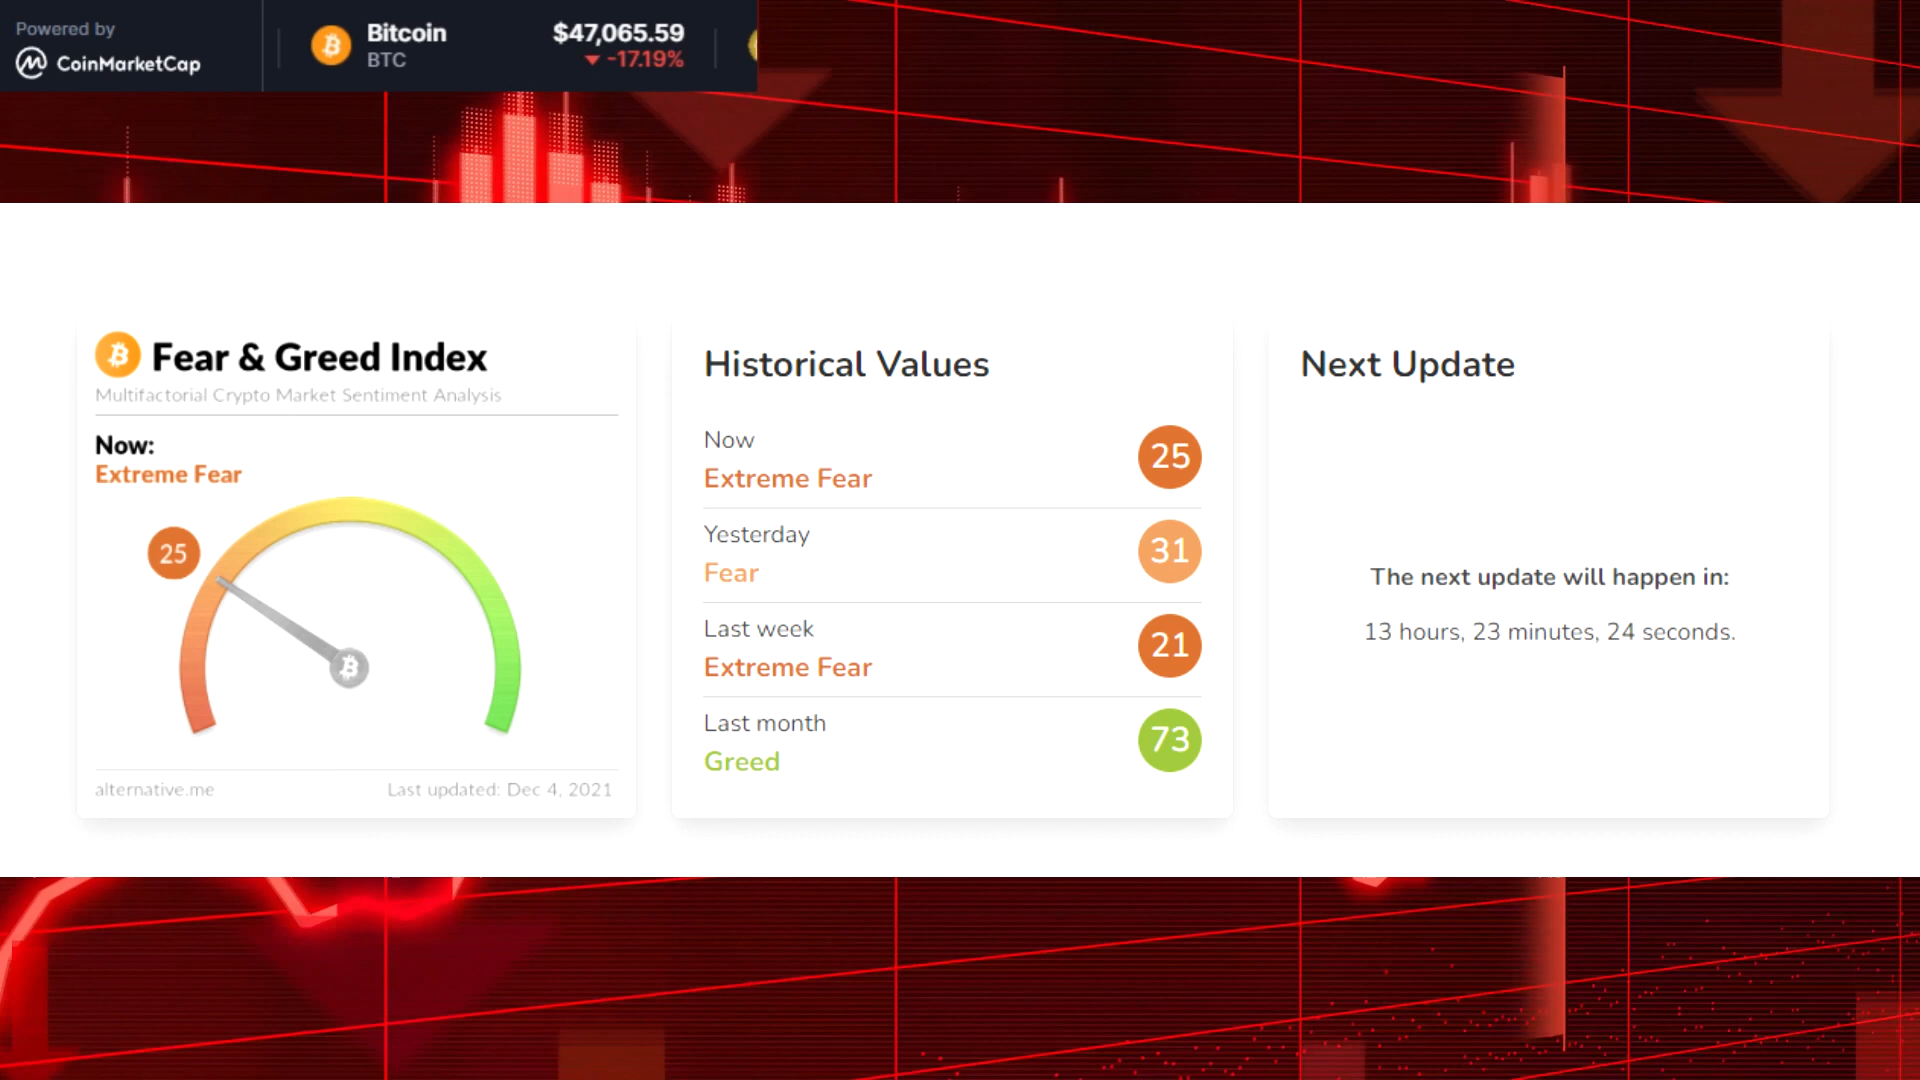 Powered by
CoinMarketCap
Bitcoin
BTC
$47,065.59
-17.19%
Fear & Greed Index
Multifactorial Crypto Market Sentiment Analysis
Now:
Extreme Fear
25
alternative.me
Last updated: Dec 4, 2021
Historical Values
Now
Extreme Fear
25
Yesterday
Fear
31
Last week
Extreme Fear
21
Last month
Greed
73
Next Update
The next update will happen in:
13 hours, 23 minutes, 24 seconds.